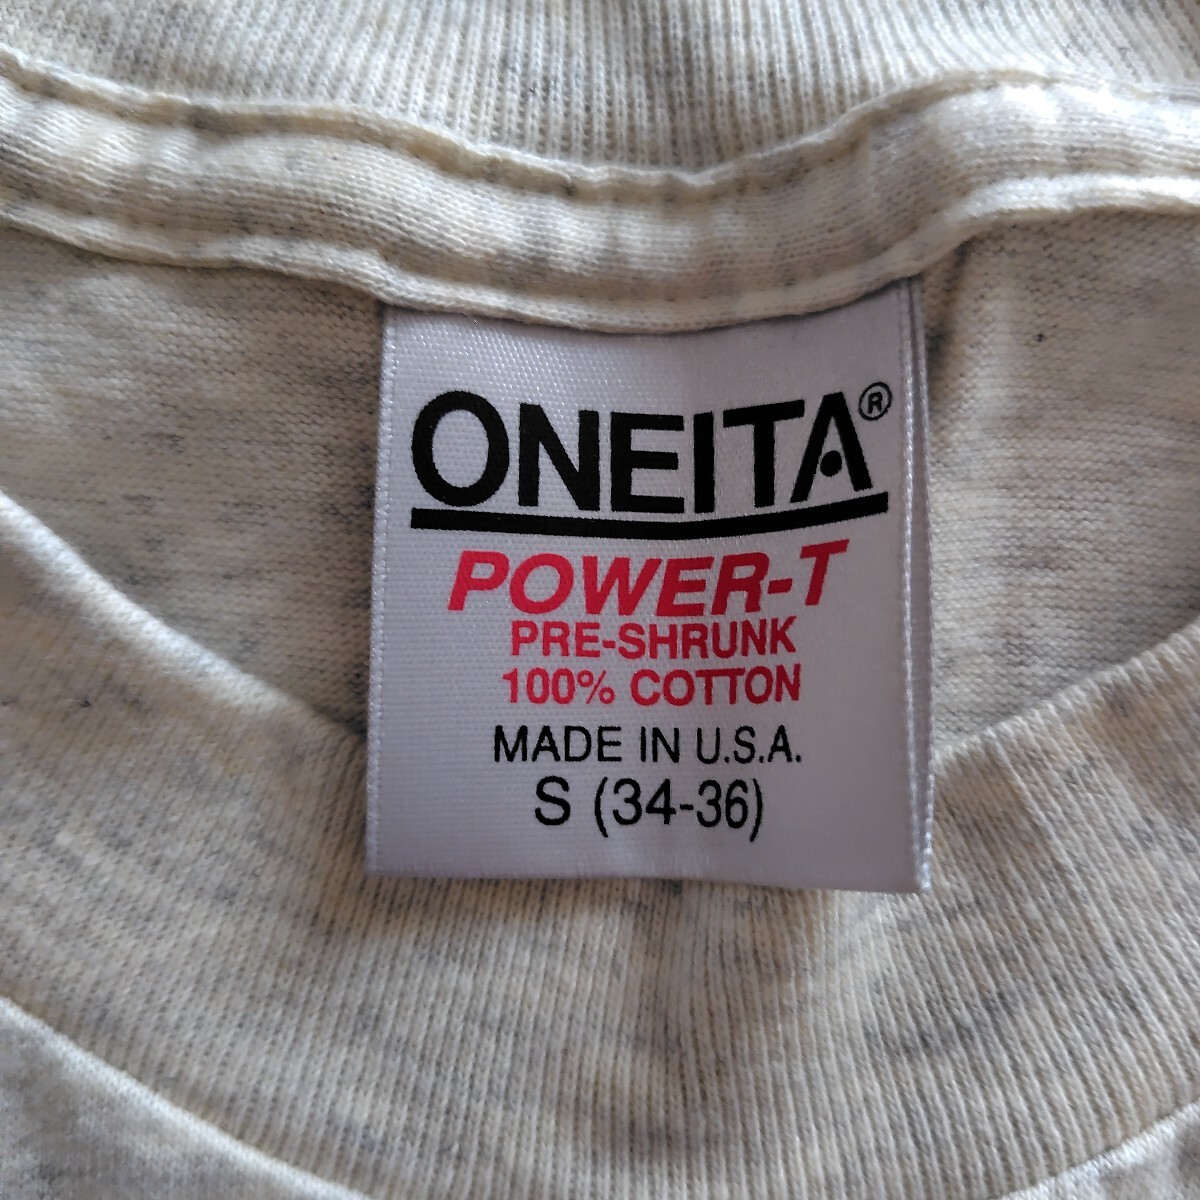 ONEITA®
POWER-T
PRE-SHRUNK
100% COTTON
MADE IN U.S.A.
S (34-36)